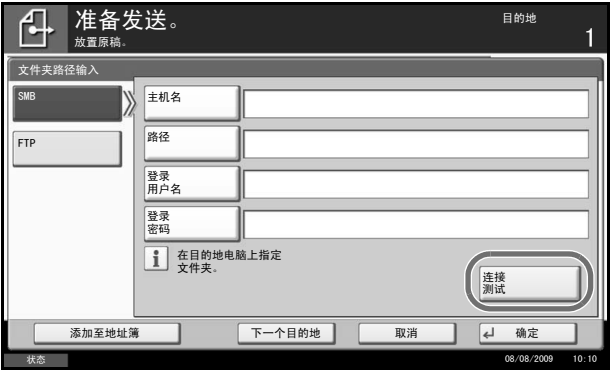 准备发送。
目的地
放置原稿。
1
文件夹路径输入
SMB
主机名
FTP
路径
登录
用户名
登录
密码
i
在目的地电脑上指定
文件夹。
连接
测试
添加至地址簿
下一个目的地
取消
确定
状态
08/08/2009
10:10